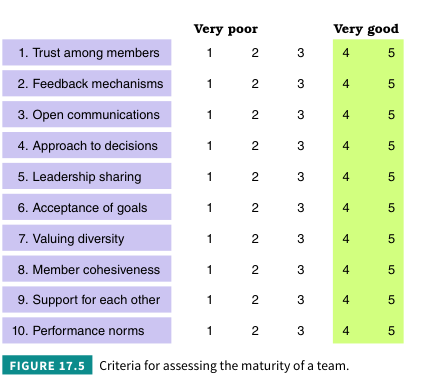 Very poor Very good
1. Trust among members 1 2 3 4 5
2. Feedback mechanisms 1 2 3 4 5
3. Open communications 1 2 3 4 5
4. Approach to decisions 1 2 3 4 5
5. Leadership sharing 1 2 3 4 5
6. Acceptance of goals 1 2 3 4 5
7. Valuing diversity 1 2 3 4 5
8. Member cohesiveness 1 2 3 4 5
9. Support for each other 1 2 3 4 5
10. Performance norms 1 2 3 4 5
FIGURE 17.5 Criteria for assessing the maturity of a team.